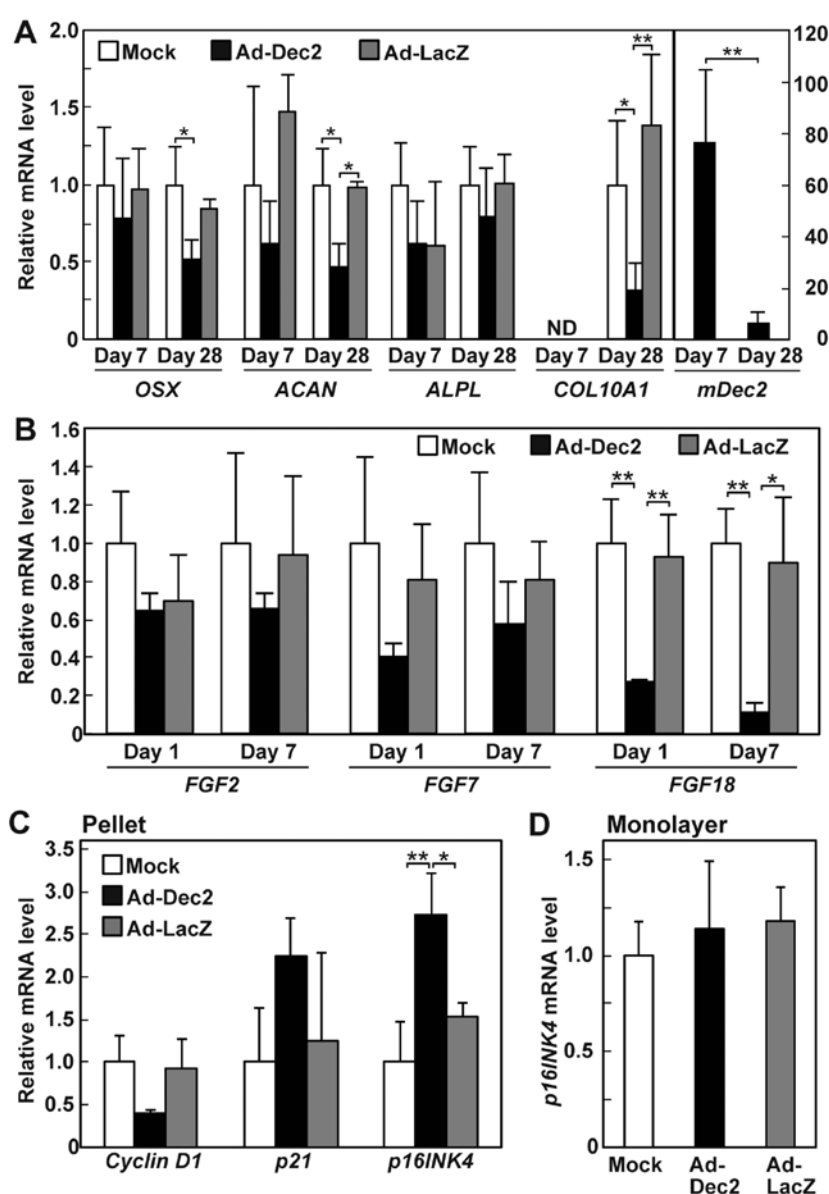 A
Mock Ad-Dec2 Ad-LacZ
Relative mRNA level
2.0
1.5
1.0
0.5
0
120
100
80
60
40
20
0
* * * * ** **
ND
Day 7 Day 28 Day 7 Day 28 Day 7 Day 28 Day 7 Day 28 Day 7 Day 28
OSX ACAN ALPL COL10A1 mDec2
B
Mock Ad-Dec2 Ad-LacZ
Relative mRNA level
1.6
1.4
1.2
1.0
0.8
0.6
0.4
0.2
0
** ** ** *
Day 1 Day 7 Day 1 Day 7 Day 1 Day7
FGF2 FGF7 FGF18
C Pellet
Mock
Ad-Dec2
Ad-LacZ
Relative mRNA level
3.5
3.0
2.5
2.0
1.5
1.0
0.5
0
** *
Cyclin D1 p21 p16INK4
D Monolayer
p16INK4 mRNA level
1.5
1.0
0.5
0
Mock Ad-Dec2 Ad-LacZ